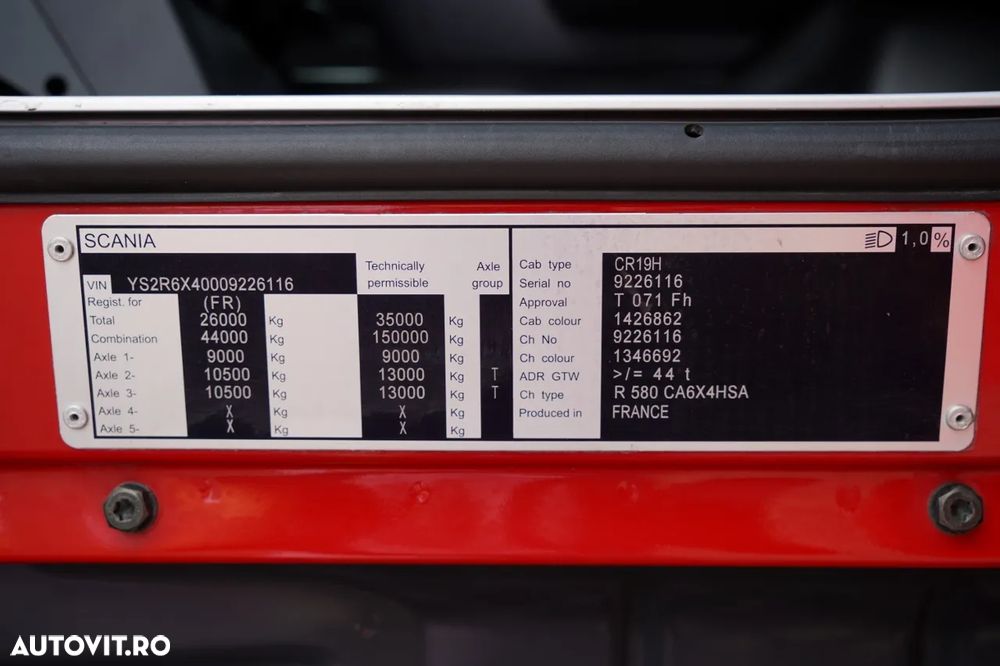 SCANIA
1,0 %
VIN YS2R6X40009226116
Technically permissible
Axle group
Regist. for (FR)
Total 26000 Kg 35000 Kg
Combination 44000 Kg 150000 Kg
Axle 1- 9000 Kg 9000 Kg
Axle 2- 10500 Kg 13000 Kg T
Axle 3- 10500 Kg 13000 Kg T
Axle 4- X Kg X Kg
Axle 5- X Kg X Kg
Cab type CR19H
Serial no 9226116
Approval T 071 Fh
Cab colour 1426862
Ch No 9226116
Ch colour 1346692
ADR GTW >/= 44 t
Ch type R 580 CA6X4HSA
Produced in FRANCE
AUTOVIT.RO